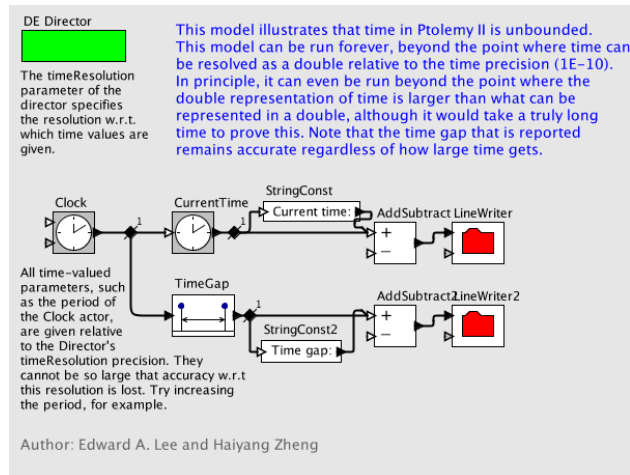 DE Director
The timeResolution
parameter of the
director specifies
the resolution w.r.t.
which time values are
given.
This model illustrates that time in Ptolemy II is unbounded.
This model can be run forever, beyond the point where time can
be resolved as a double relative to the time precision (1E-10).
In principle, it can even be run beyond the point where the
double representation of time is larger than what can be
represented in a double, although it would take a truly long
time to prove this. Note that the time gap that is reported
remains accurate regardless of how large time gets.
Clock
1
CurrentTime
1
StringConst
Current time:
AddSubtract
+
−
LineWriter
All time-valued
parameters, such
as the period of
the Clock actor,
are given relative
to the Director's
timeResolution precision. They
cannot be so large that accuracy w.r.t
this resolution is lost. Try increasing
the period, for example.
TimeGap
1
StringConst2
Time gap:
AddSubtract2
+
−
LineWriter2
Author: Edward A. Lee and Haiyang Zheng